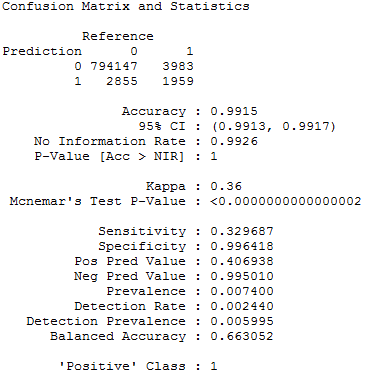 Confusion Matrix and Statistics
Reference
Prediction 0 1
0 794147 3983
1 2855 1959
Accuracy : 0.9915
95% CI : (0.9913, 0.9917)
No Information Rate : 0.9926
P-Value [Acc > NIR] : 1
Kappa : 0.36
Mcnemar's Test P-Value : <0.0000000000000002
Sensitivity : 0.329687
Specificity : 0.996418
Pos Pred Value : 0.406938
Neg Pred Value : 0.995010
Prevalence : 0.007400
Detection Rate : 0.002440
Detection Prevalence : 0.005995
Balanced Accuracy : 0.663052
'Positive' Class : 1